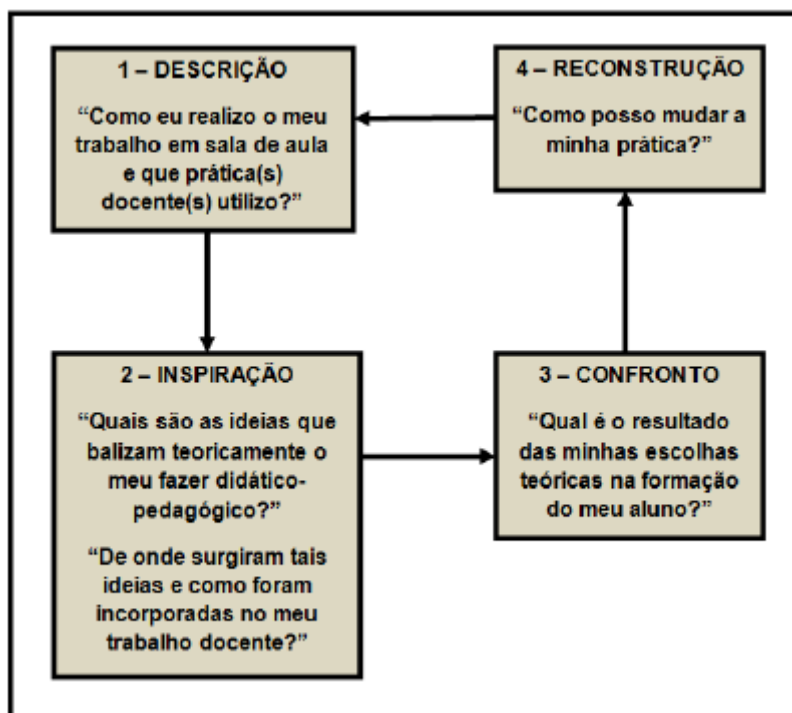 1 – DESCRIÇÃO
“Como eu realizo o meu
trabalho em sala de aula
e que prática(s)
docente(s) utilizo?”
2 – INSPIRAÇÃO
“Quais são as ideias que
balizam teoricamente o
meu fazer didático-
pedagógico?”
“De onde surgiram tais
ideias e como foram
incorporadas no meu
trabalho docente?”
3 – CONFRONTO
“Qual é o resultado
das minhas escolhas
teóricas na formação
do meu aluno?”
4 – RECONSTRUÇÃO
“Como posso mudar a
minha prática?”